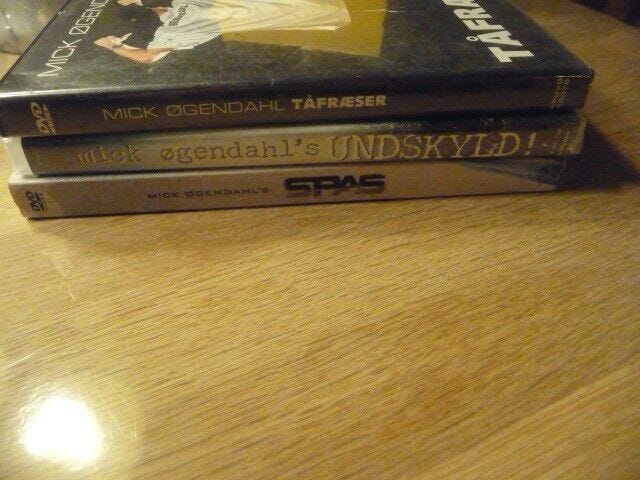 MICK ØGENDAHL
TÅFRÆ
DVD
MICK ØGENDAHL TÅFRÆSER
mick øgendahl's UNDSKYLD!
DVD
MICK ØGENDAHL'S SPAS